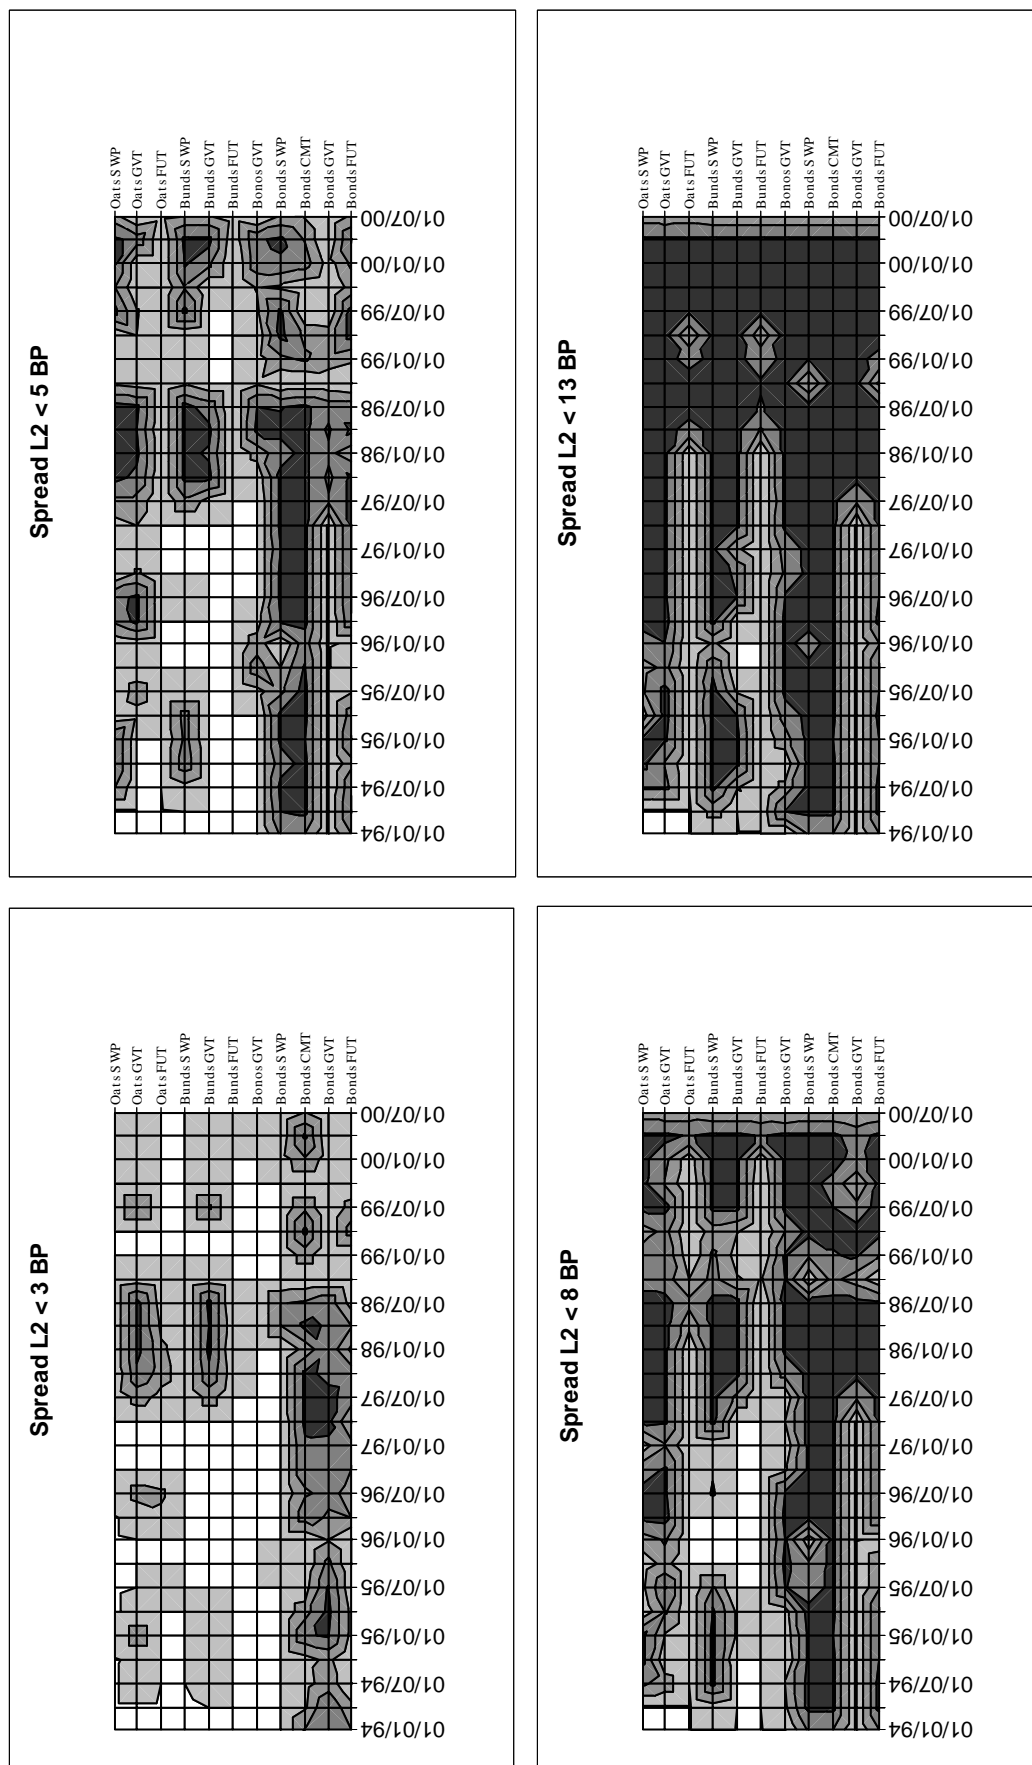 Spread L2 < 5 BP
Oats SWP
Oats GVT
Oats FUT
Bunds SWP
Bunds GVT
Bunds FUT
Bonos GVT
Bonds SWP
Bonds CMT
Bonds GVT
Bonds FUT
01/07/00
01/01/00
01/07/99
01/01/99
01/07/98
01/01/98
01/07/97
01/01/97
01/07/96
01/01/96
01/07/95
01/01/95
01/07/94
01/01/94
Spread L2 < 13 BP
Oats SWP
Oats GVT
Oats FUT
Bunds SWP
Bunds GVT
Bunds FUT
Bonos GVT
Bonds SWP
Bonds CMT
Bonds GVT
Bonds FUT
01/07/00
01/01/00
01/07/99
01/01/99
01/07/98
01/01/98
01/07/97
01/01/97
01/07/96
01/01/96
01/07/95
01/01/95
01/07/94
01/01/94
Spread L2 < 3 BP
Oats SWP
Oats GVT
Oats FUT
Bunds SWP
Bunds GVT
Bunds FUT
Bonos GVT
Bonds SWP
Bonds CMT
Bonds GVT
Bonds FUT
01/07/00
01/01/00
01/07/99
01/01/99
01/07/98
01/01/98
01/07/97
01/01/97
01/07/96
01/01/96
01/07/95
01/01/95
01/07/94
01/01/94
Spread L2 < 8 BP
Oats SWP
Oats GVT
Oats FUT
Bunds SWP
Bunds GVT
Bunds FUT
Bonos GVT
Bonds SWP
Bonds CMT
Bonds GVT
Bonds FUT
01/07/00
01/01/00
01/07/99
01/01/99
01/07/98
01/01/98
01/07/97
01/01/97
01/07/96
01/01/96
01/07/95
01/01/95
01/07/94
01/01/94